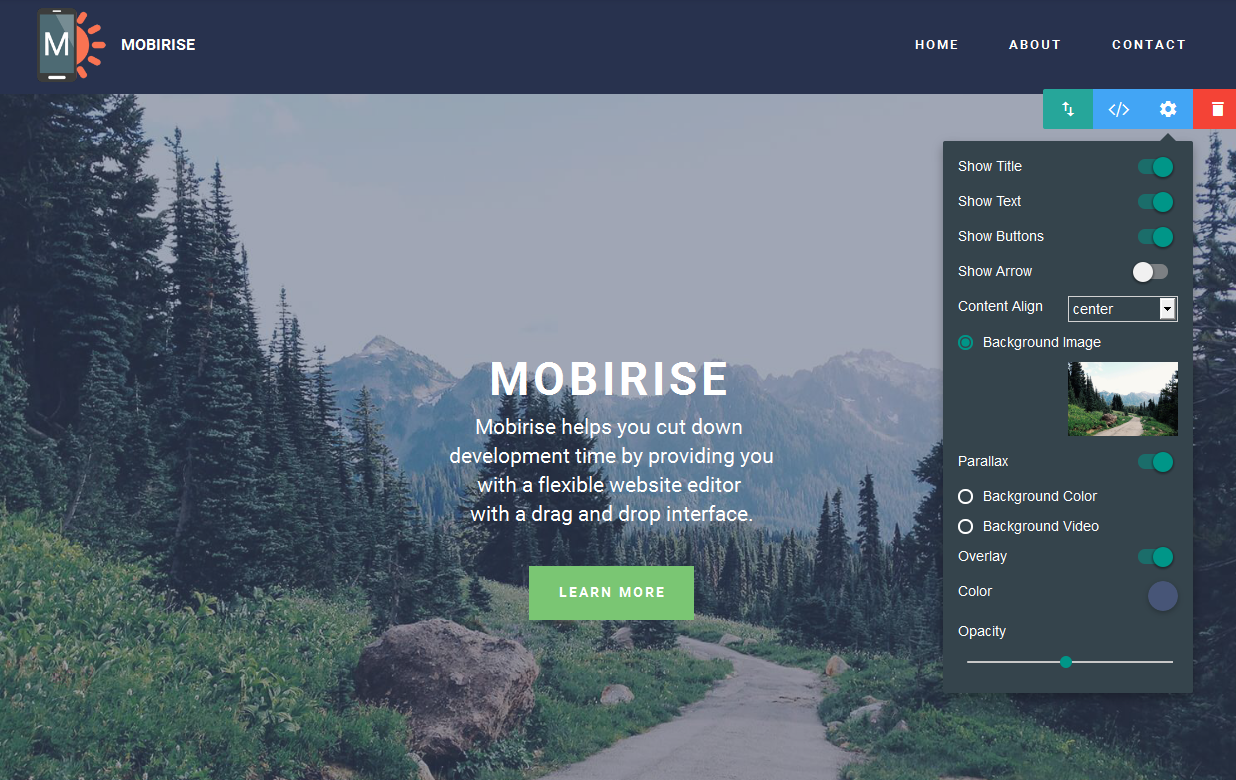 M
MOBIRISE
HOME
ABOUT
CONTACT
</>
Show Title
Show Text
Show Buttons
Show Arrow
Content Align
center
Background Image
Parallax
Background Color
Background Video
Overlay
Color
Opacity
MOBIRISE
Mobirise helps you cut down
development time by providing you
with a flexible website editor
with a drag and drop interface.
LEARN MORE